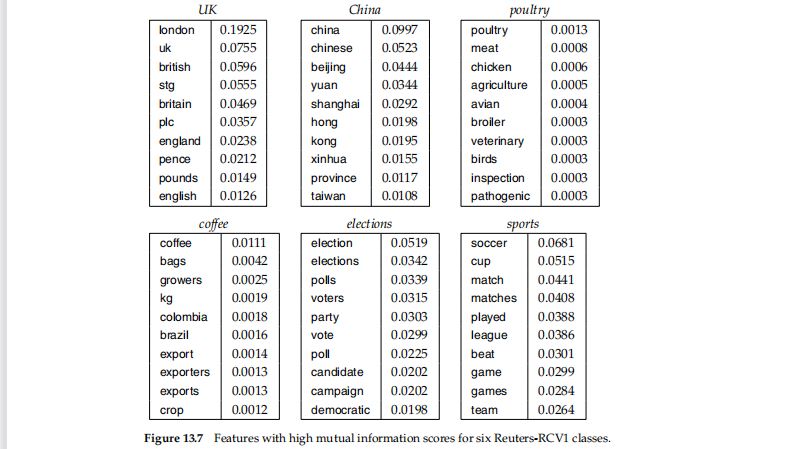 UK China poultry
london 0.1925 china 0.0997 poultry 0.0013
uk 0.0755 chinese 0.0523 meat 0.0008
british 0.0596 beijing 0.0444 chicken 0.0006
stg 0.0555 yuan 0.0344 agriculture 0.0005
britain 0.0469 shanghai 0.0292 avian 0.0004
plc 0.0357 hong 0.0198 broiler 0.0003
england 0.0238 kong 0.0195 veterinary 0.0003
pence 0.0212 xinhua 0.0155 birds 0.0003
pounds 0.0149 province 0.0117 inspection 0.0003
english 0.0126 taiwan 0.0108 pathogenic 0.0003
coffee elections sports
coffee 0.0111 election 0.0519 soccer 0.0681
bags 0.0042 elections 0.0342 cup 0.0515
growers 0.0025 polls 0.0339 match 0.0441
kg 0.0019 voters 0.0315 matches 0.0408
colombia 0.0018 party 0.0303 played 0.0388
brazil 0.0016 vote 0.0299 league 0.0386
export 0.0014 poll 0.0225 beat 0.0301
exporters 0.0013 candidate 0.0202 game 0.0299
exports 0.0013 campaign 0.0202 games 0.0284
crop 0.0012 democratic 0.0198 team 0.0264
Figure 13.7 Features with high mutual information scores for six Reuters-RCV1 classes.